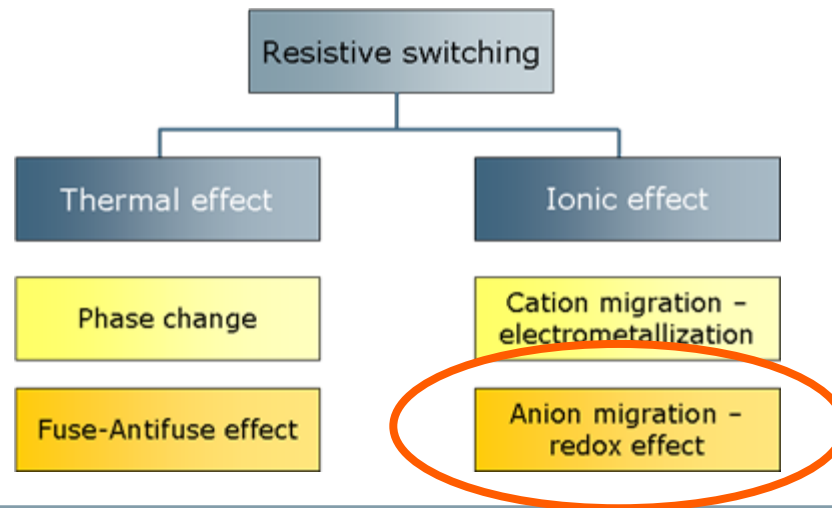 Resistive switching
Thermal effect
Ionic effect
Phase change
Cation migration –
electrometallization
Fuse-Antifuse effect
Anion migration –
redox effect